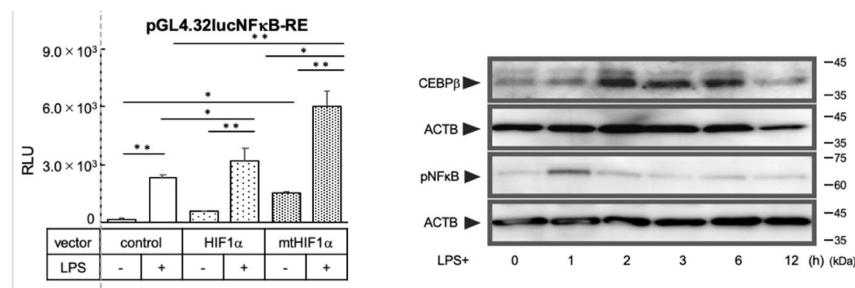 pGL4.32lucNFκB-RE
9.0 × 10³
6.0 × 10³
3.0 × 10³
0
RLU
**
*
**
*
*
*
**
**
vector control HIF1α mtHIF1α
LPS - + - + - +
CEBPβ
45
35
ACTB
45
35
pNFκB
75
60
ACTB
45
35
LPS+ 0 1 2 3 6 12 (h) (kDa)